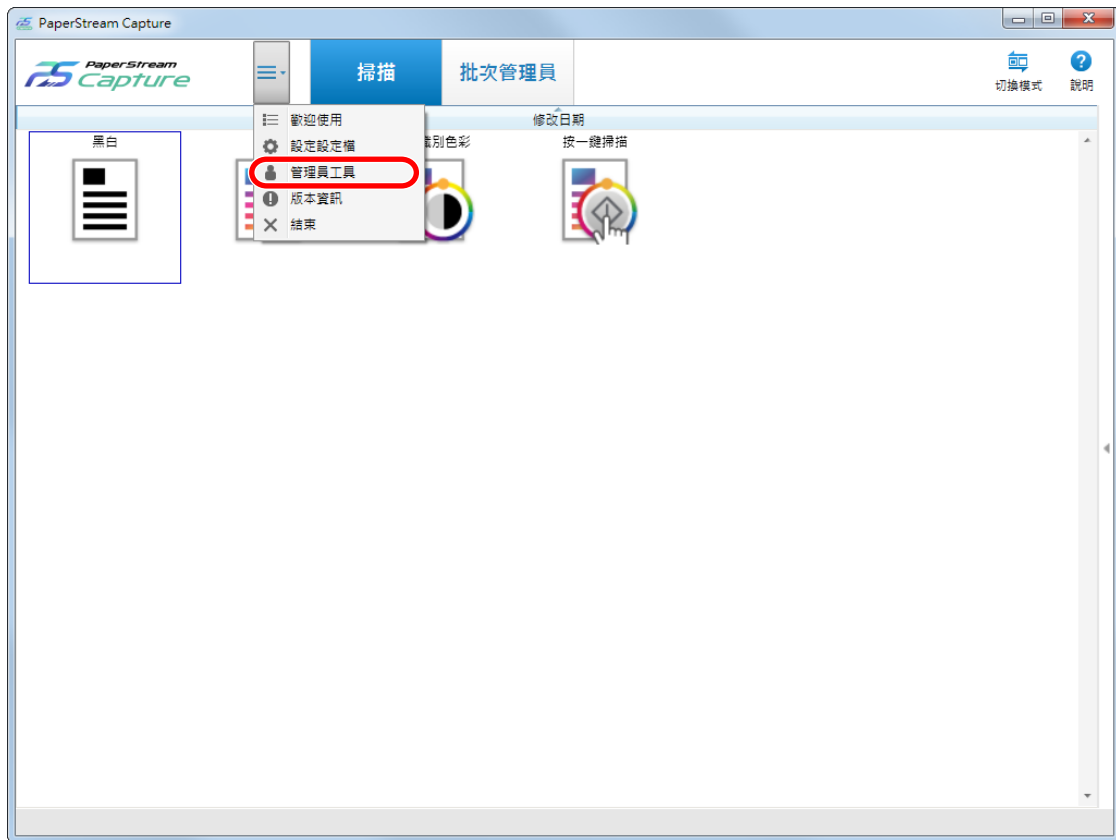 PaperStream Capture
PaperStream
Capture
掃描
批次管理員
切換模式
說明
修改日期
歡迎使用
設定設定檔
管理員工具
版本資訊
結束
黑白
識別色彩
按一鍵掃描